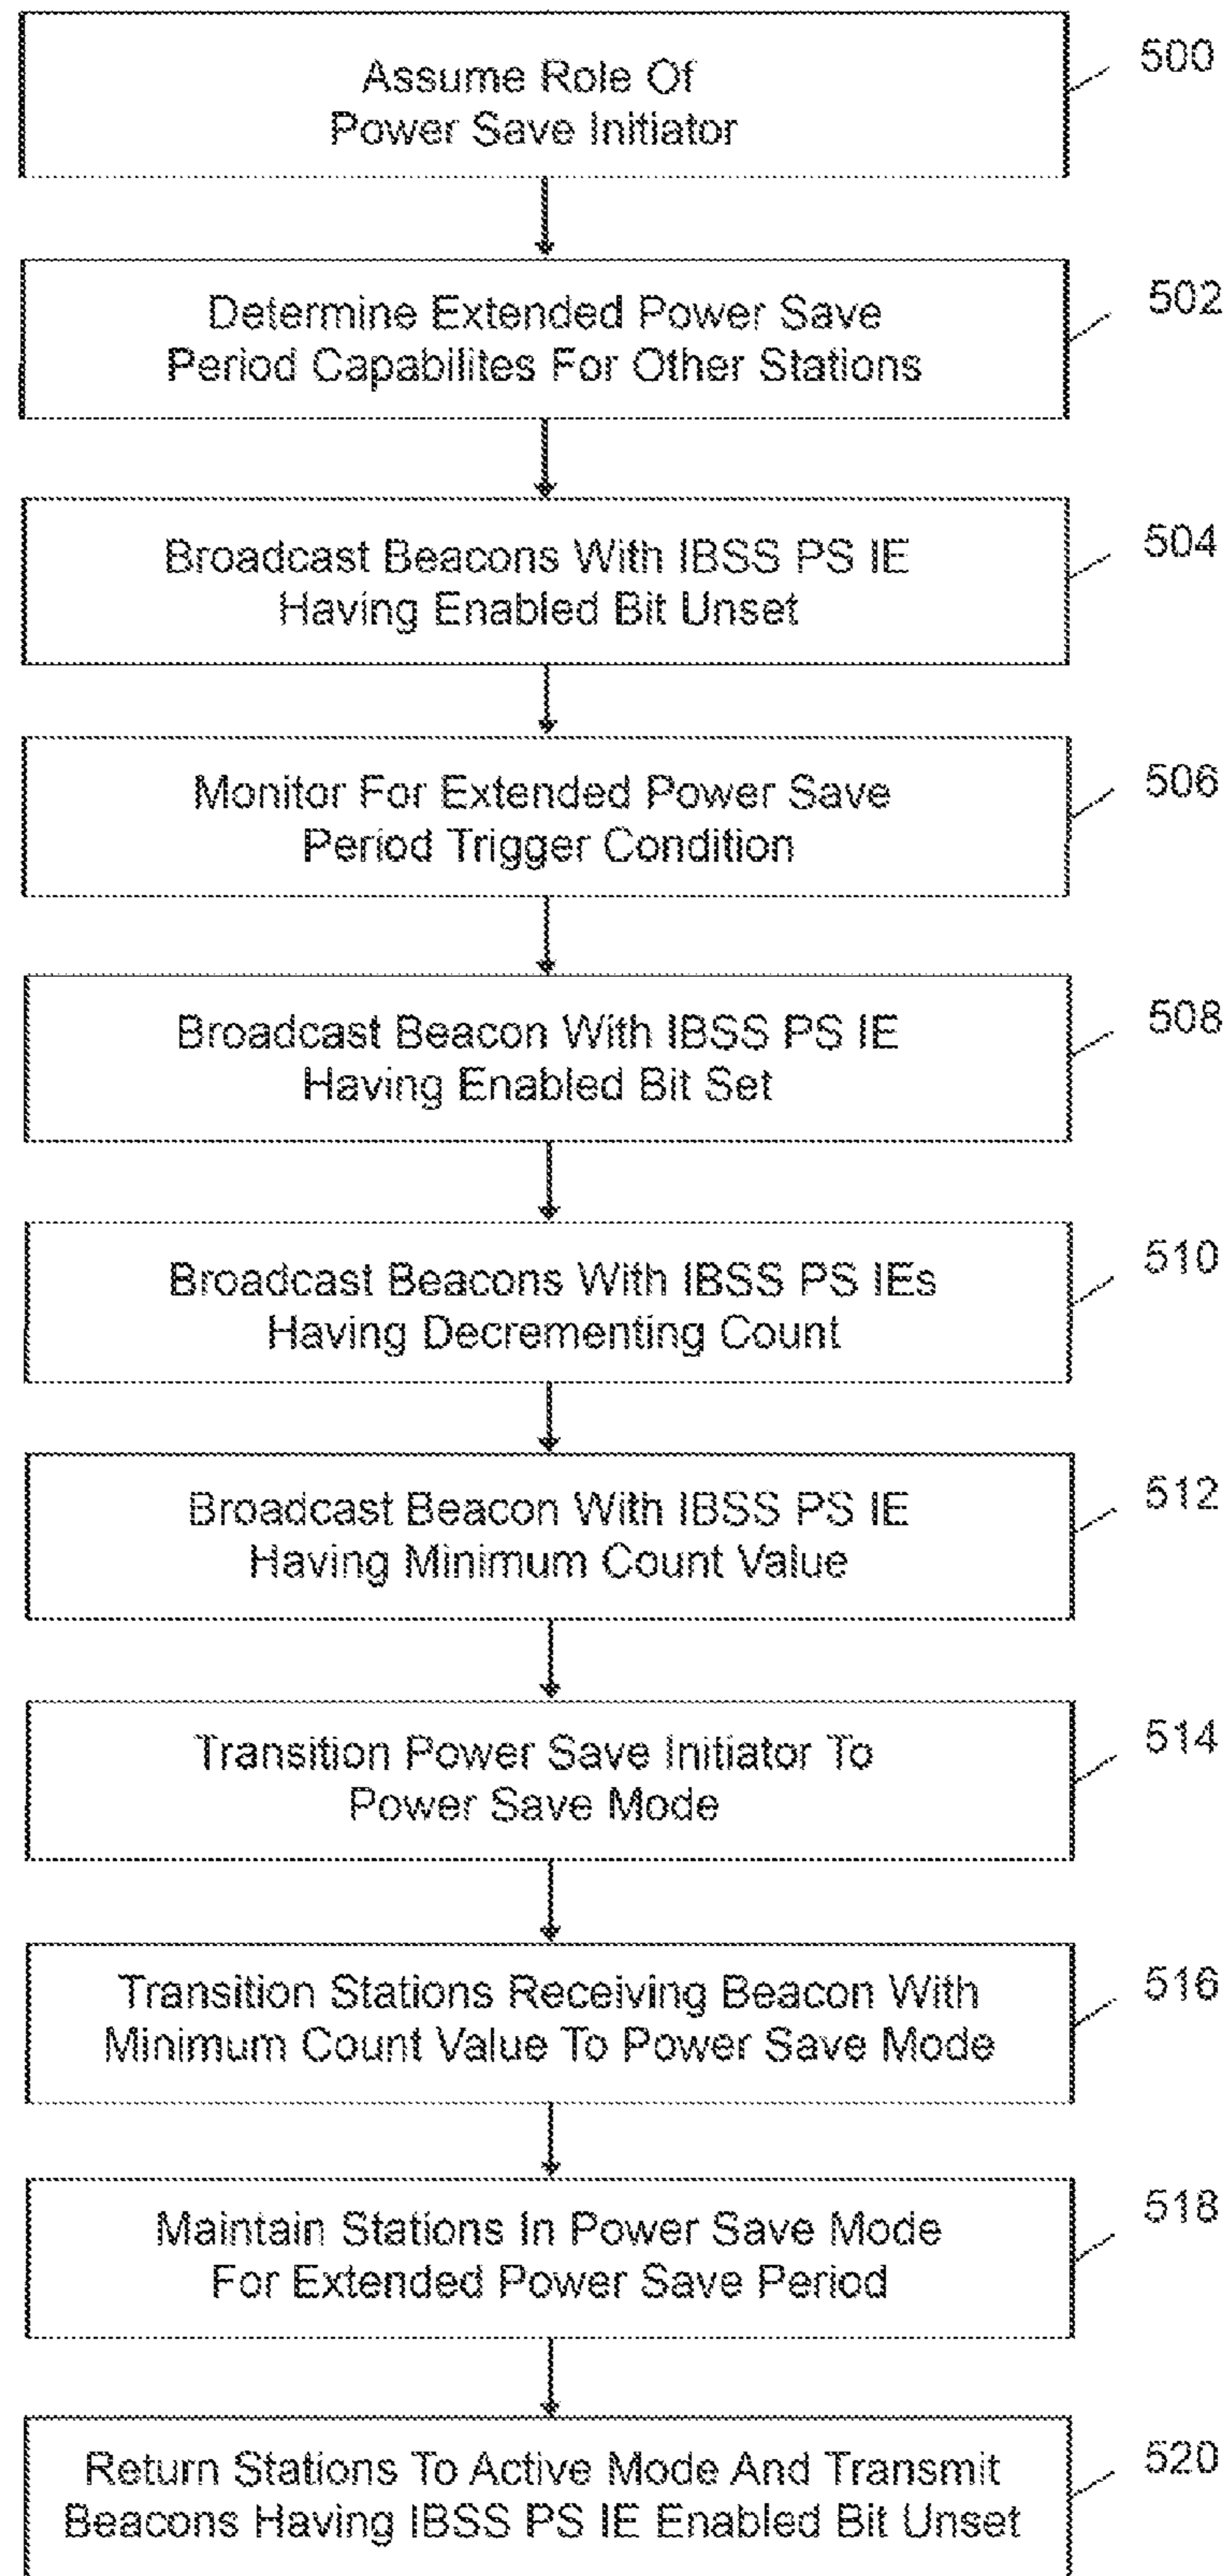 Assume Role Of
Power Save Initiator
500
Determine Extended Power Save
Period Capabilites For Other Stations
502
Broadcast Beacons With IBSS PS IE
Having Enabled Bit Unset
504
Monitor For Extended Power Save
Period Trigger Condition
506
Broadcast Beacon With IBSS PS IE
Having Enabled Bit Set
508
Broadcast Beacons With IBSS PS IEs
Having Decrementing Count
510
Broadcast Beacon With IBSS PS IE
Having Minimum Count Value
512
Transition Power Save Initiator To
Power Save Mode
514
Transition Stations Receiving Beacon With
Minimum Count Value To Power Save Mode
516
Maintain Stations In Power Save Mode
For Extended Power Save Period
518
Return Stations To Active Mode And Transmit
Beacons Having IBSS PS IE Enabled Bit Unset
520